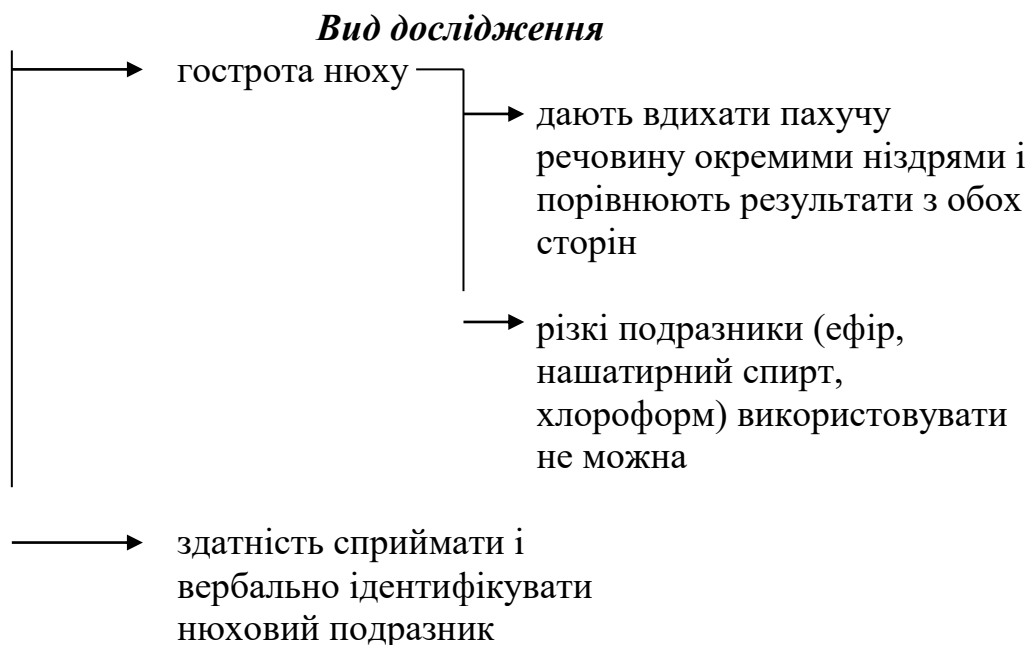 Вид дослідження
гострота нюху
дають вдихати пахучу
речовину окремими ніздрями і
порівнюють результати з обох
сторін
різкі подразники (ефір,
нашатирний спирт,
хлороформ) використовувати
не можна
здатність сприймати і
вербально ідентифікувати
нюховий подразник